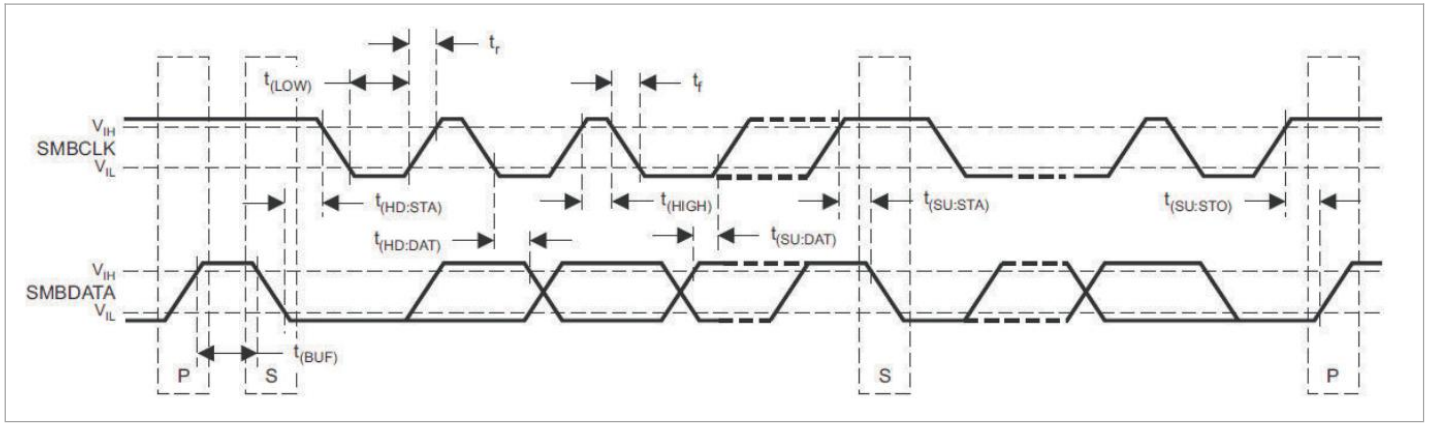 t(LOW)
tr
tf
VIH
SMBCLK
VIL
t(HD:STA)
t(HIGH)
t(SU:STA)
t(SU:STO)
t(HD:DAT)
t(SU:DAT)
VIH
SMBDATA
VIL
t(BUF)
P
S
S
P